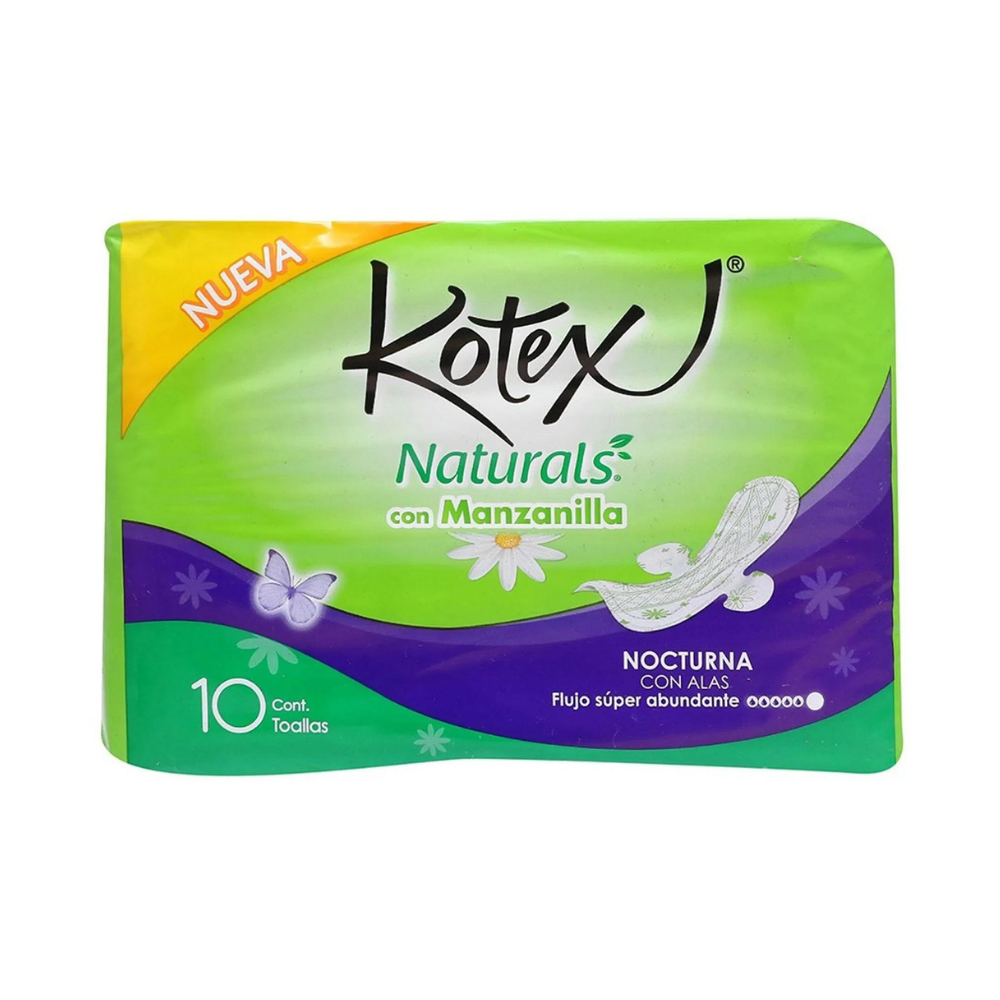 NUEVA
Kotex®
Naturals®
con Manzanilla
NOCTURNA
CON ALAS
Flujo súper abundante
10 Cont.
Toallas